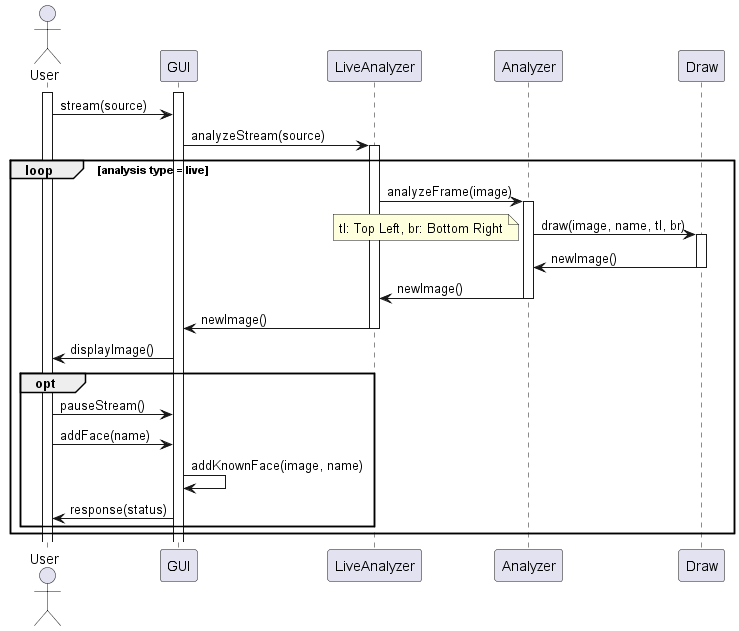 User
GUI
LiveAnalyzer
Analyzer
Draw
stream(source)
analyzeStream(source)
loop
[analysis type = live]
analyzeFrame(image)
tl: Top Left, br: Bottom Right
draw(image, name, tl, br)
newImage()
newImage()
newImage()
displayImage()
opt
pauseStream()
addFace(name)
addKnownFace(image, name)
response(status)
User
GUI
LiveAnalyzer
Analyzer
Draw